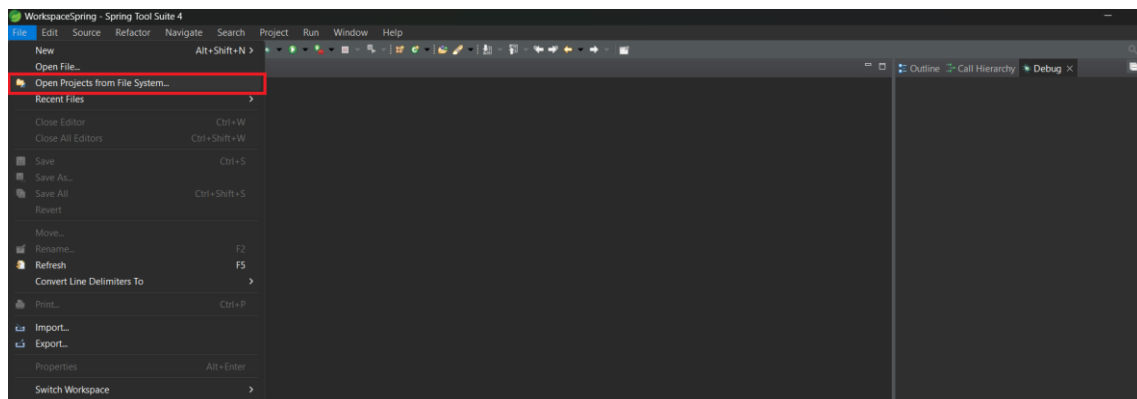 WorkspaceSpring - Spring Tool Suite 4
File Edit Source Refactor Navigate Search Project Run Window Help
New Alt+Shift+N >
Open File...
Outline Call Hierarchy Debug ×
Open Projects from File System...
Recent Files >
Close Editor Ctrl+W
Close All Editors Ctrl+Shift+W
Save Ctrl+S
Save As...
Save All Ctrl+Shift+S
Revert
Move...
Rename... F2
Refresh F5
Convert Line Delimiters To >
Print... Ctrl+P
Import...
Export...
Properties Alt+Enter
Switch Workspace >